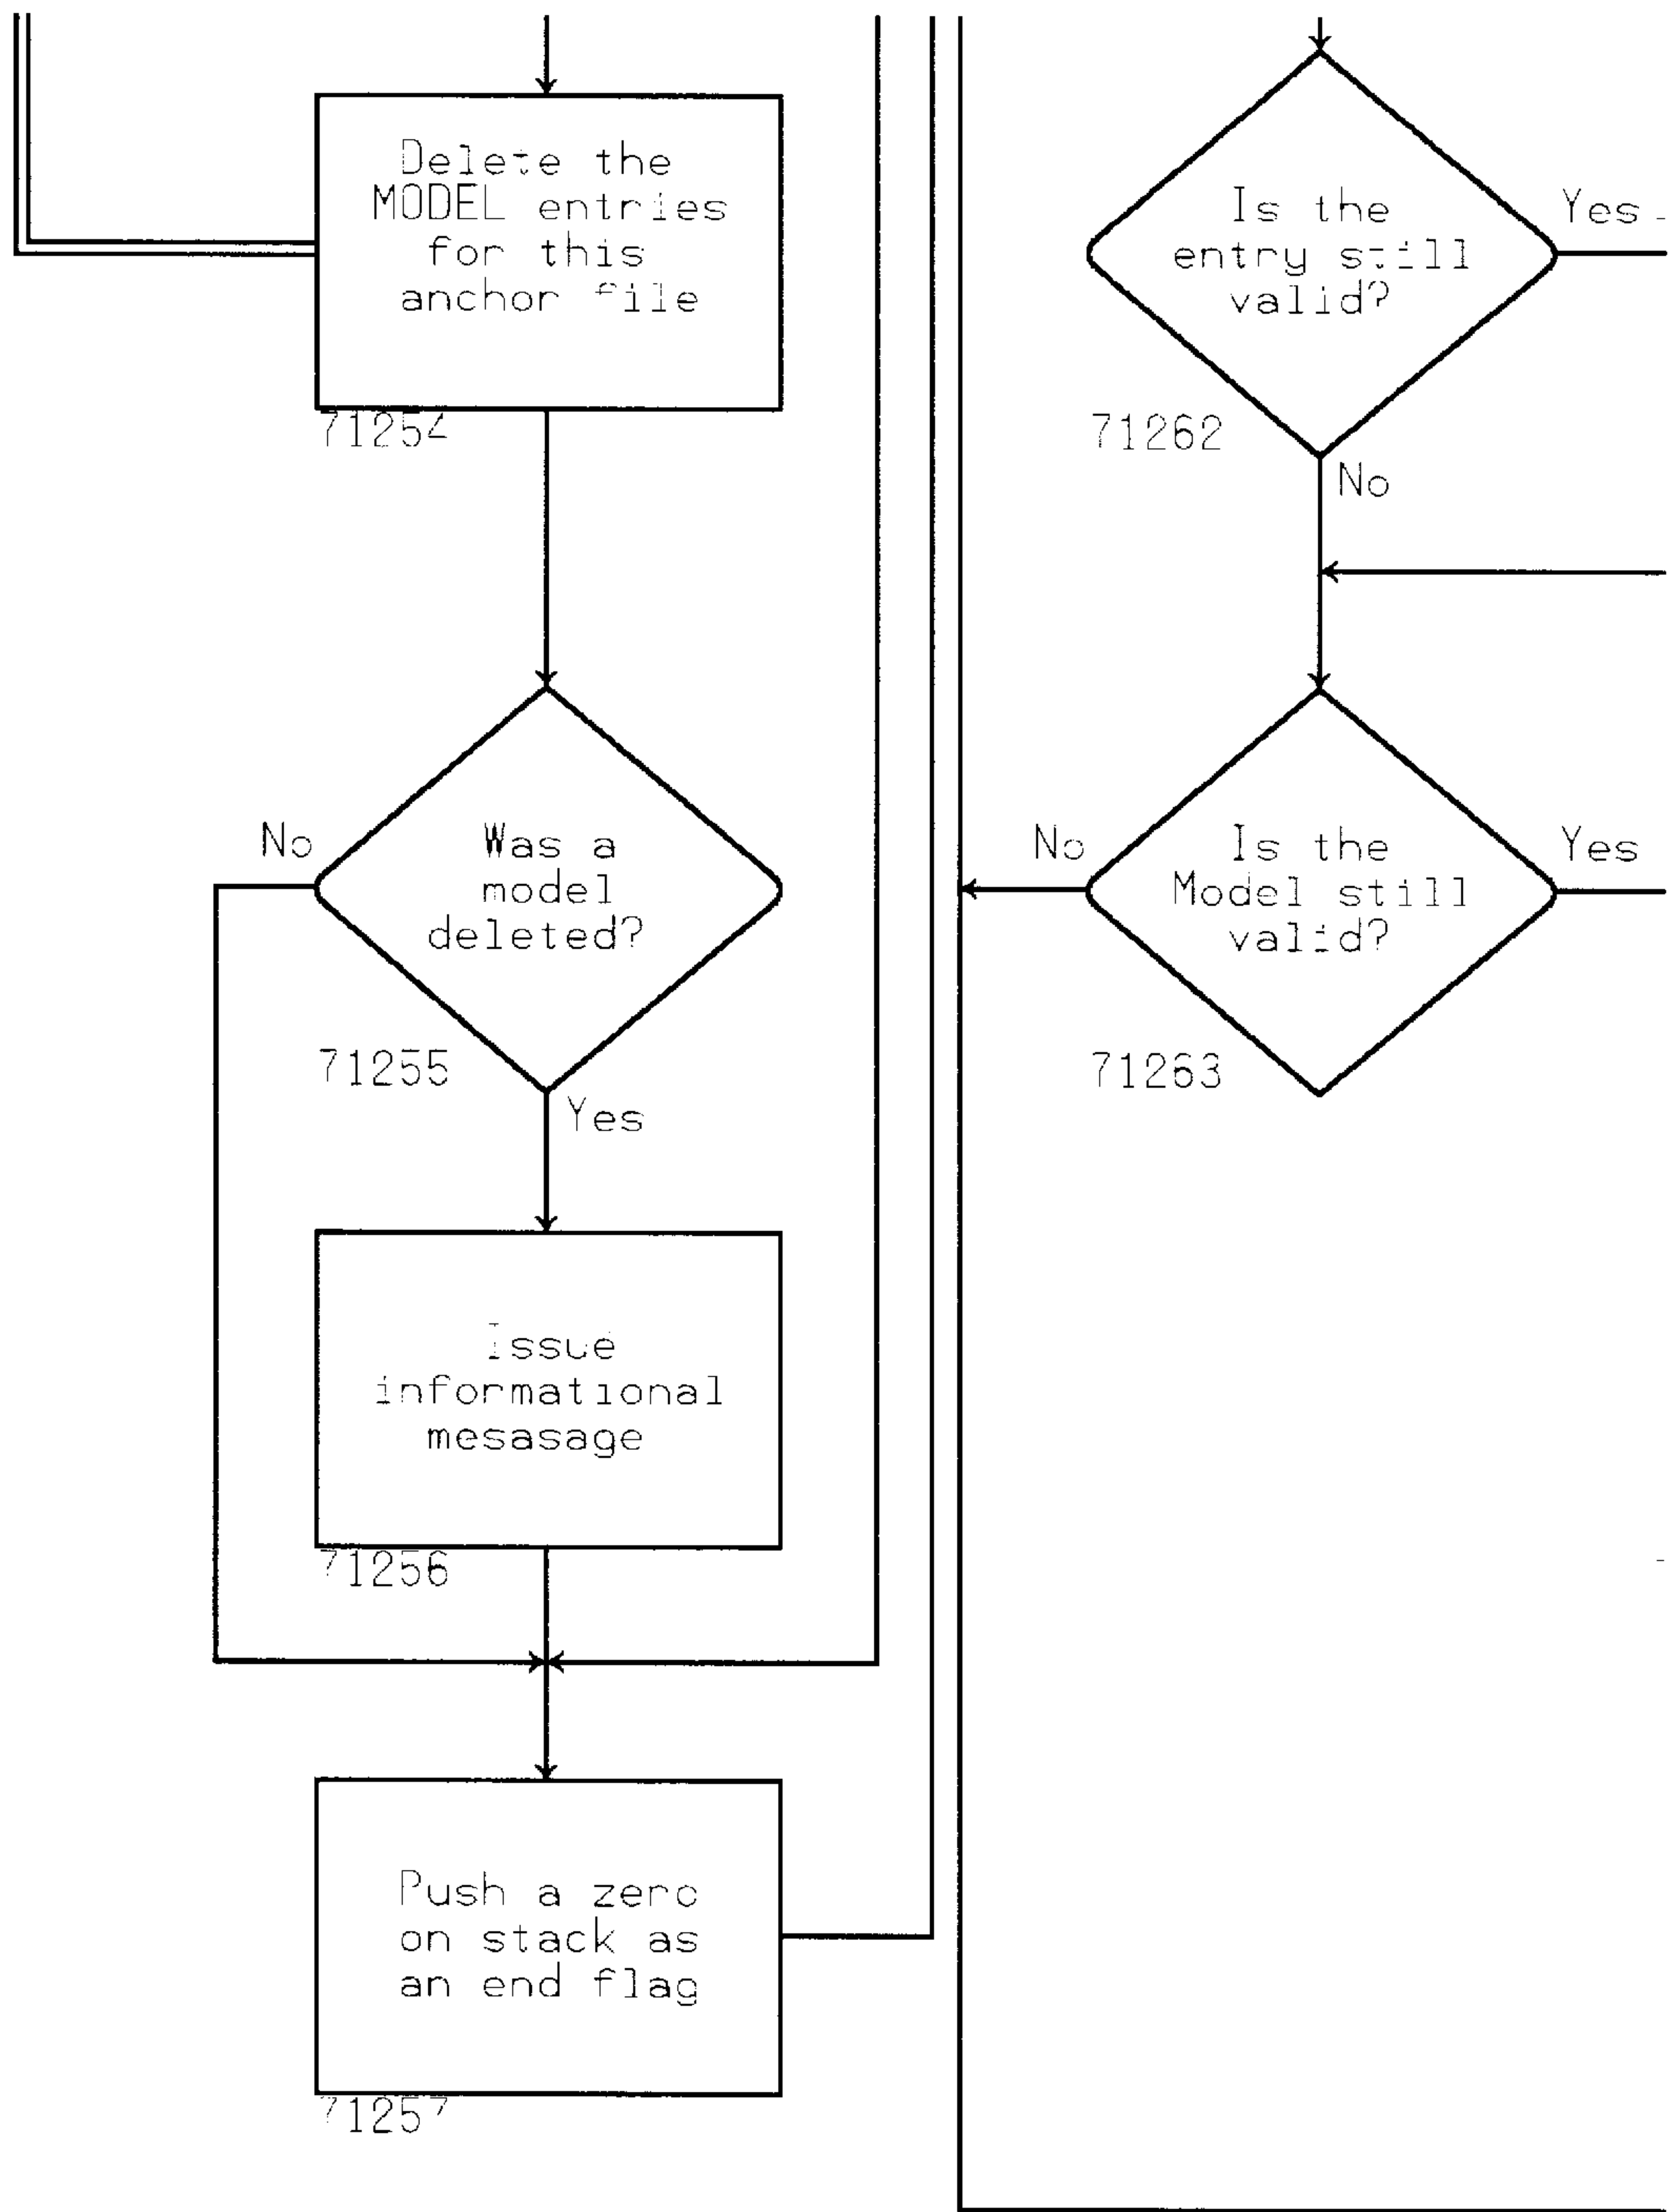 Delete the
MODEL entries
for this
anchor file
71254
Was a
model
deleted?
No
71255
Yes
Issue
informational
mesasage
71256
Push a zero
on stack as
an end flag
71257
Is the
entry still
valid?
Yes
71262
No
Is the
Model still
valid?
No
Yes
71263